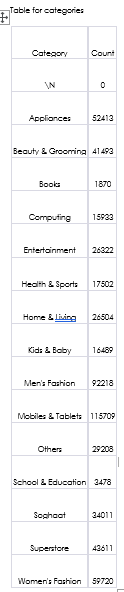 Table for categories
Category Count
\N 0
Appliances 52413
Beauty & Grooming 41493
Books 1870
Computing 15933
Entertainment 26322
Health & Sports 17502
Home & Living 26504
Kids & Baby 16489
Men's Fashion 92218
Mobiles & Tablets 115709
Others 29208
School & Education 3478
Soghaat 34011
Superstore 43611
Women's Fashion 59720